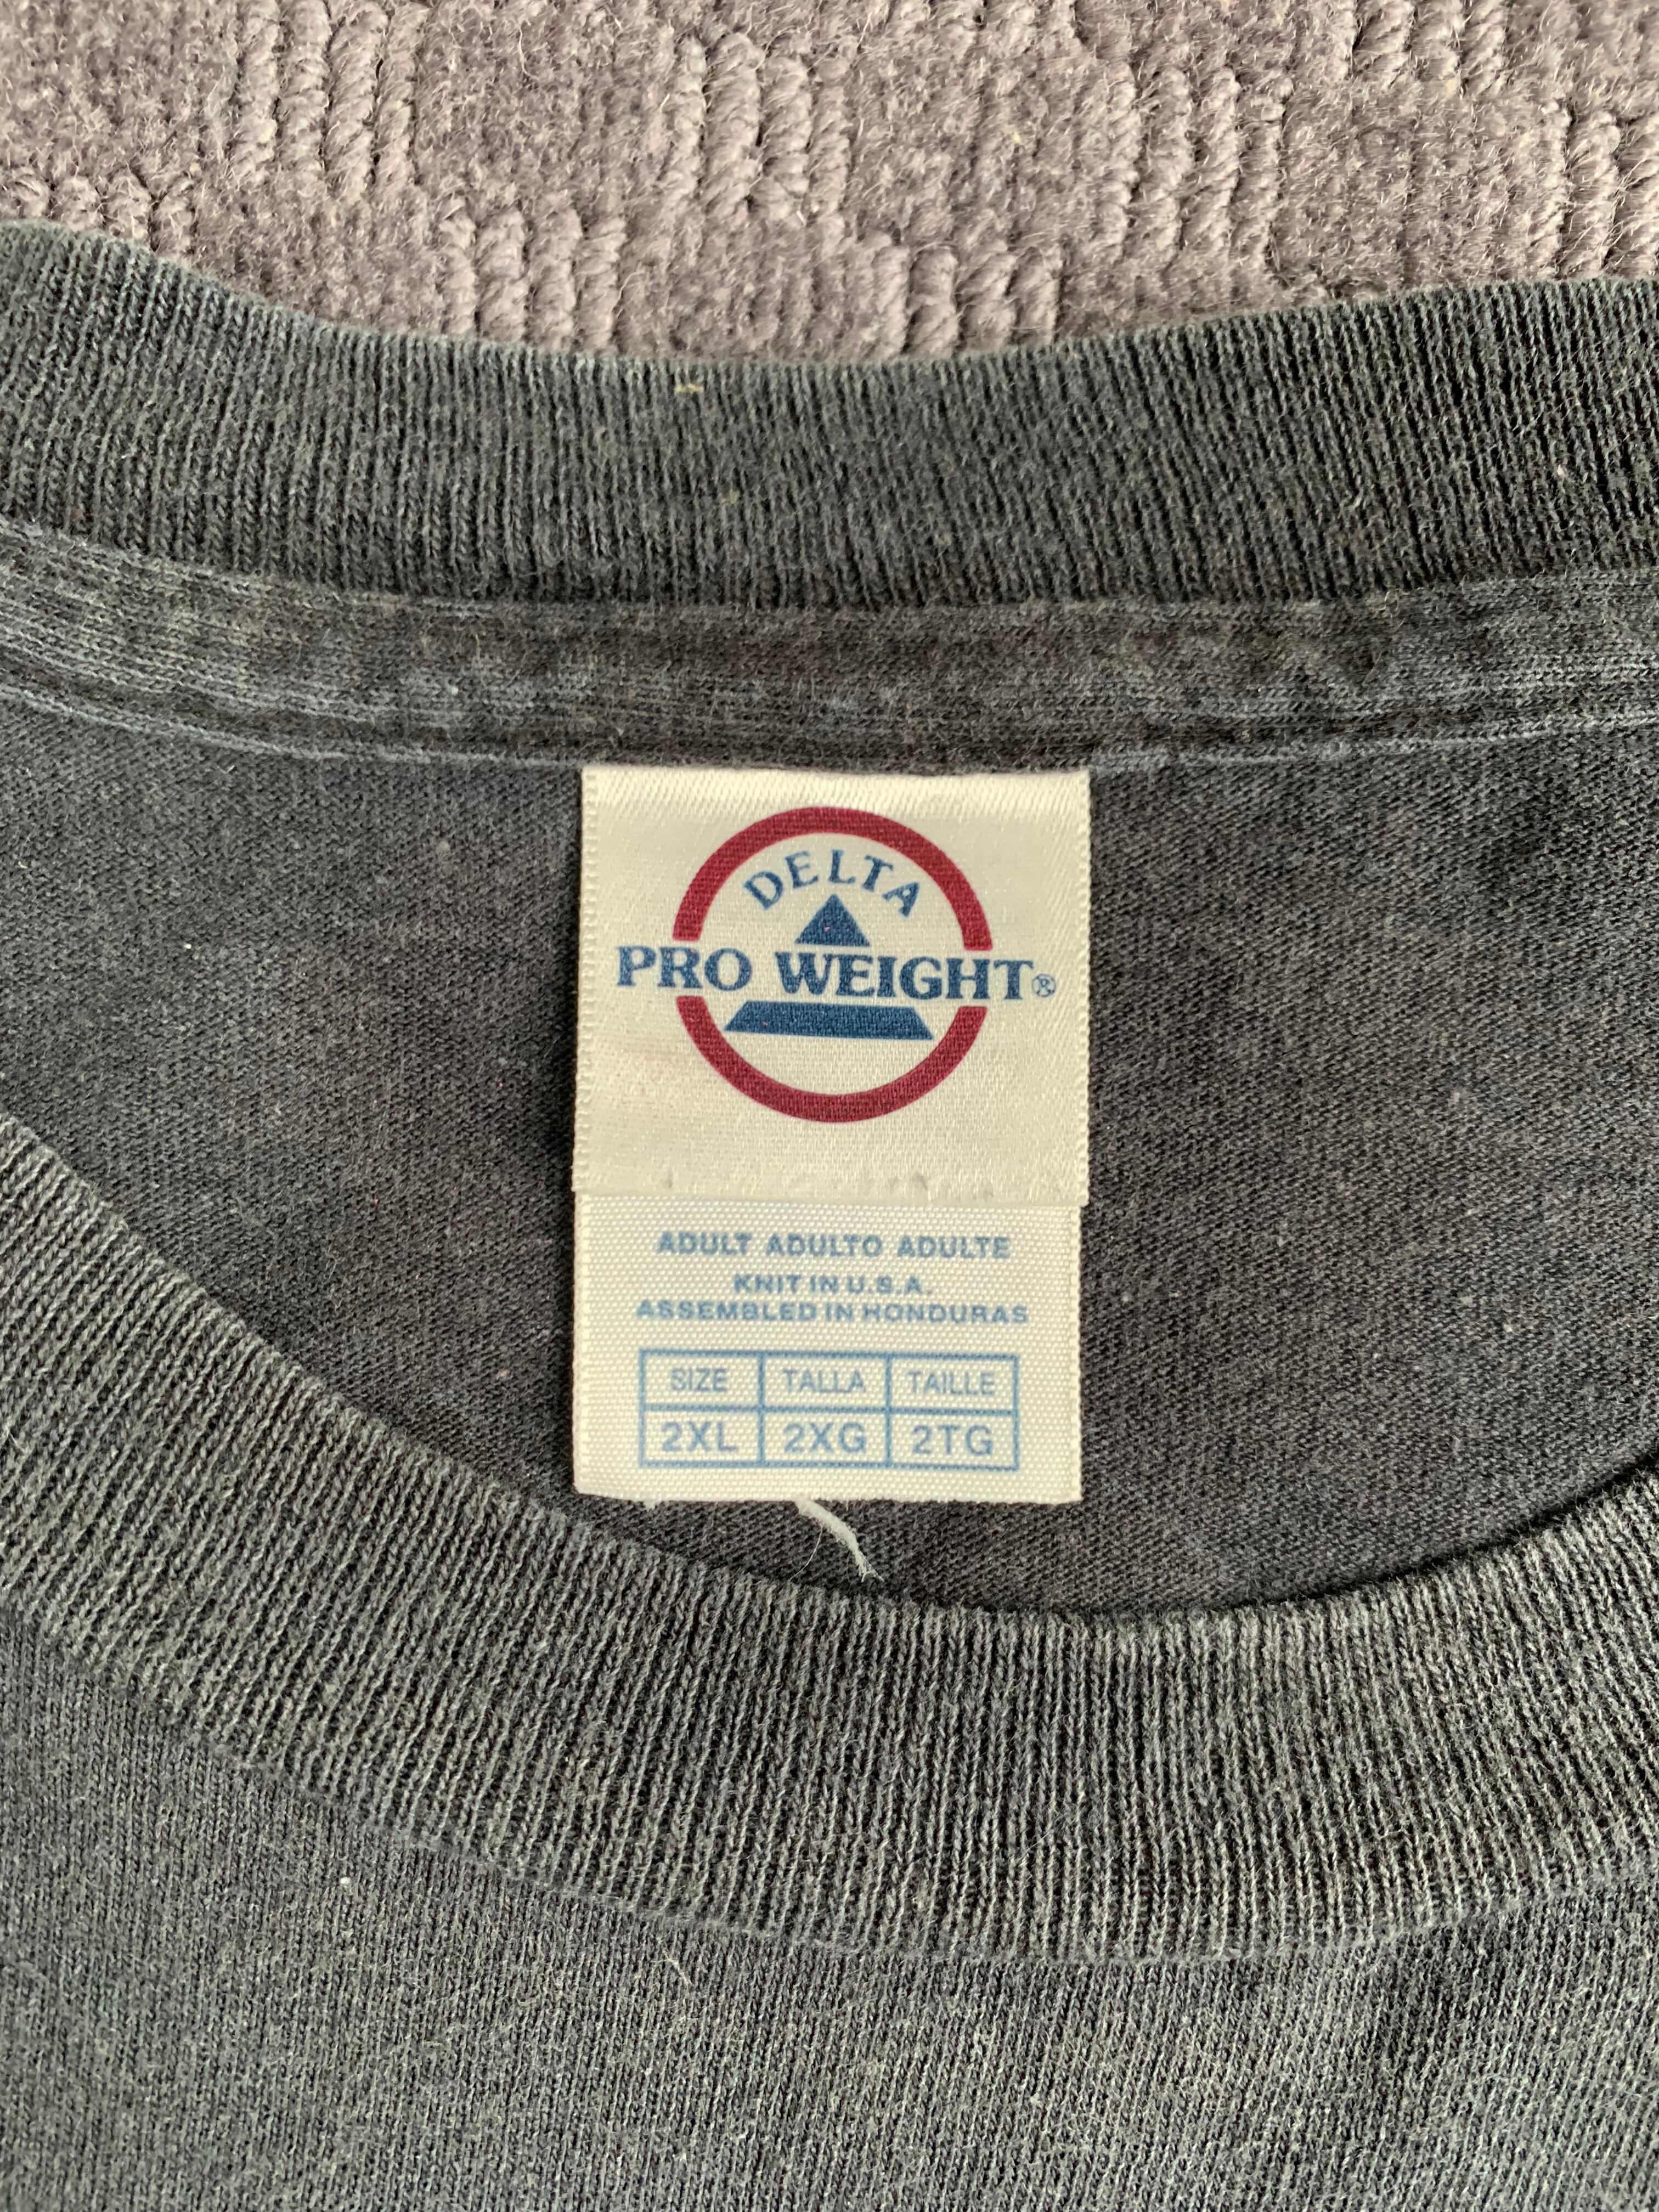 DELTA
PRO WEIGHT®
ADULT ADULTO ADULTE
KNIT IN U.S.A.
ASSEMBLED IN HONDURAS
SIZE TALLA TAILLE
2XL 2XG 2TG